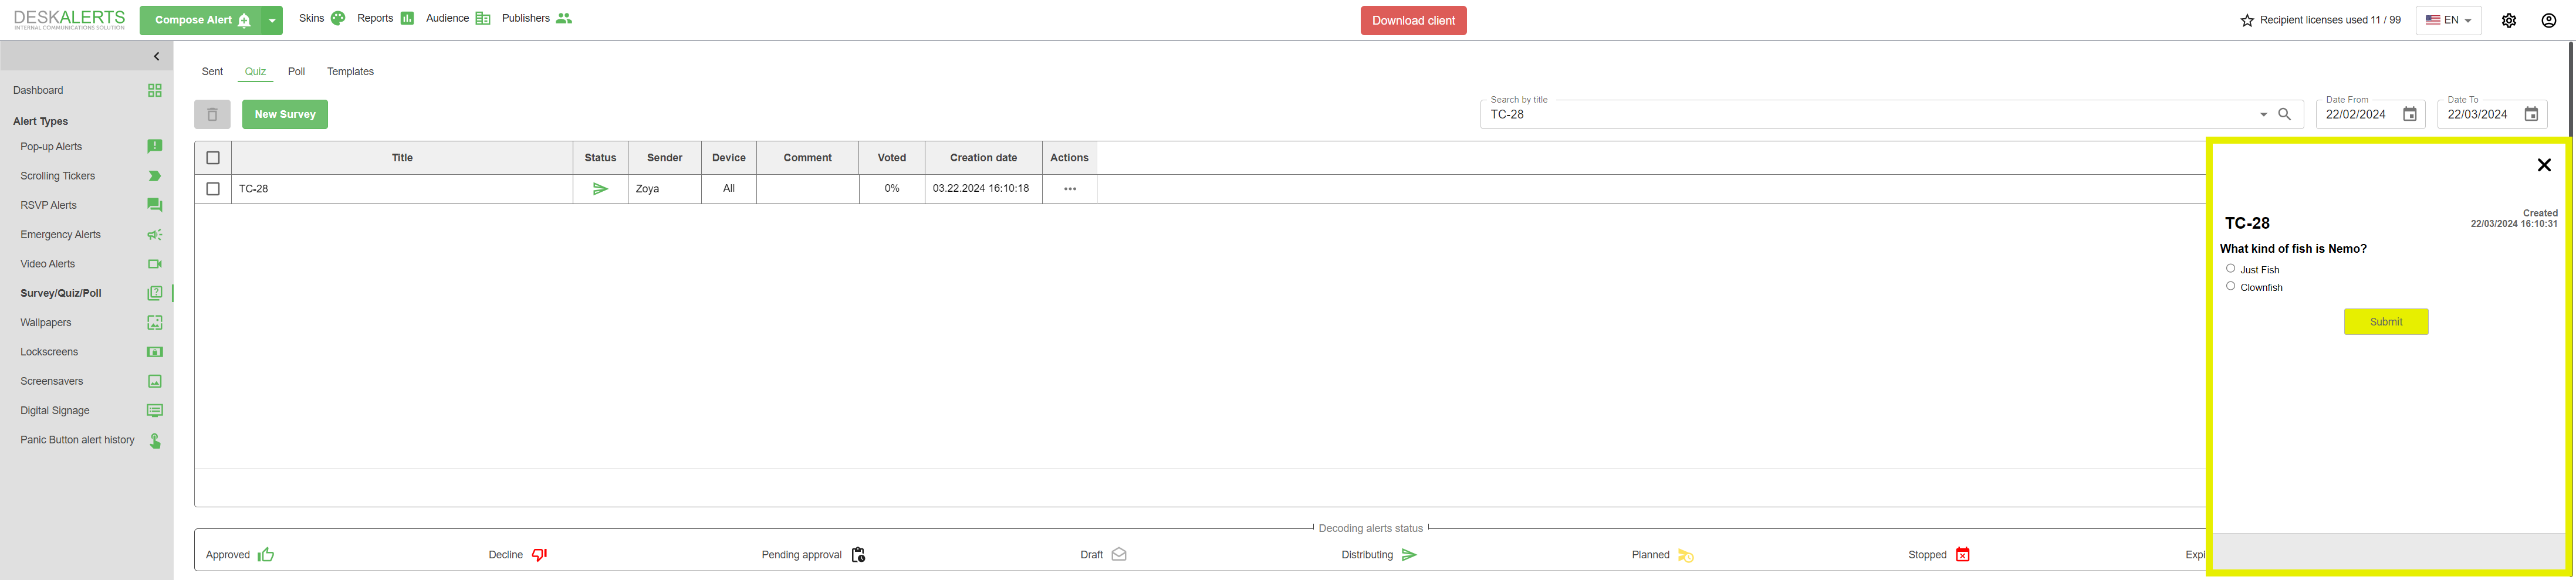 DESKALERTS
INTERNAL COMMUNICATIONS SOLUTION
Compose Alert
Skins
Reports
Audience
Publishers
Download client
Recipient licenses used 11 / 99
EN
Dashboard
Alert Types
Pop-up Alerts
Scrolling Tickers
RSVP Alerts
Emergency Alerts
Video Alerts
Survey/Quiz/Poll
Wallpapers
Lockscreens
Screensavers
Digital Signage
Panic Button alert history
Sent Quiz Poll Templates
New Survey
Search by title
TC-28
Date From
22/02/2024
Date To
22/03/2024
Title Status Sender Device Comment Voted Creation date Actions
TC-28 Zoya All 0% 03.22.2024 16:10:18
Decoding alerts status
Approved Decline Pending approval Draft Distributing Planned Stopped Expi
Created
22/03/2024 16:10:31
TC-28
What kind of fish is Nemo?
Just Fish
Clownfish
Submit